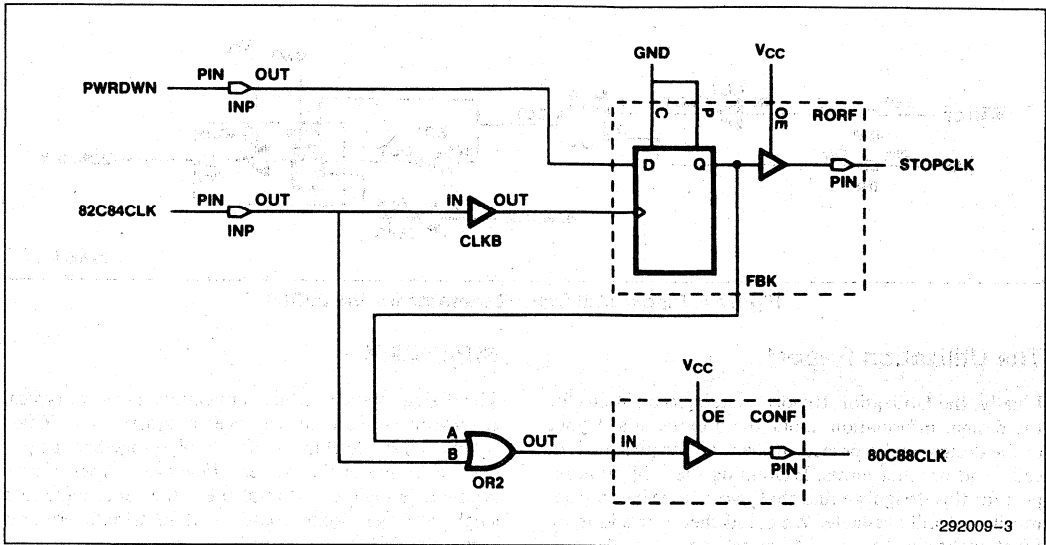 GND
VCC
PIN OUT
PWRDWN
INP
C
P
OE
RORF
D
Q
STOPCLK
PIN
PIN OUT
82C84CLK
INP
IN OUT
CLKB
FBK
VCC
OE
CONF
A
B
OUT
OR2
IN
PIN
80C88CLK
292009-3